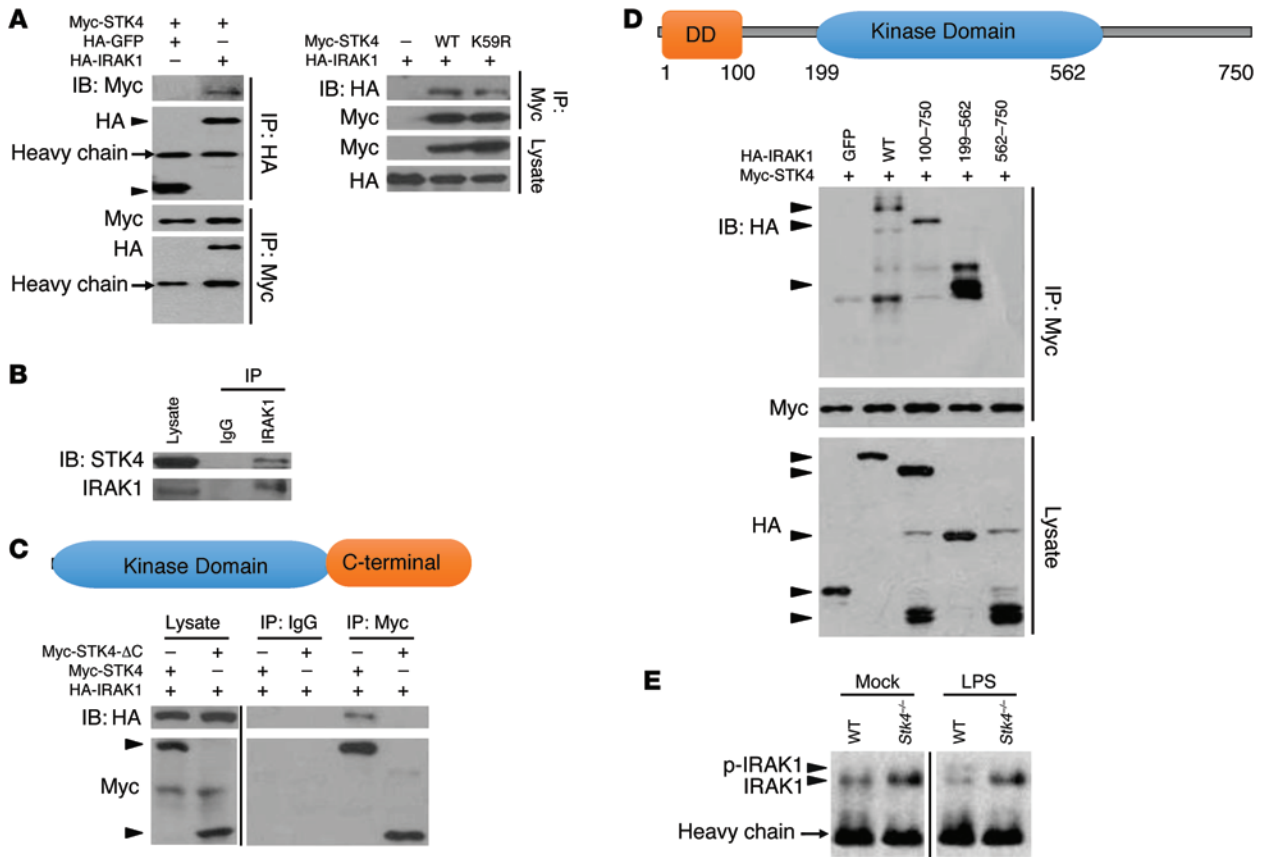 A
Myc-STK4 + +
HA-GFP + –
HA-IRAK1 – +
IB: Myc
HA
Heavy chain
IP: HA
Myc
HA
Heavy chain
IP: Myc
Myc-STK4 – WT K59R
HA-IRAK1 + + +
IB: HA
Myc
IP: Myc
Myc
HA
Lysate
B
IP
Lysate IgG IRAK1
IB: STK4
IRAK1
C
Kinase Domain C-terminal
Lysate IP: IgG IP: Myc
Myc-STK4-ΔC – + – + – +
Myc-STK4 + – + – + –
HA-IRAK1 + + + + + +
IB: HA
Myc
D
DD Kinase Domain
1 100 199 562 750
HA-IRAK1 GFP WT 100–750 199–562 562–750
Myc-STK4 + + + + +
IB: HA
IP: Myc
Myc
HA
Lysate
E
Mock LPS
WT Stk4–/– WT Stk4–/–
p-IRAK1
IRAK1
Heavy chain